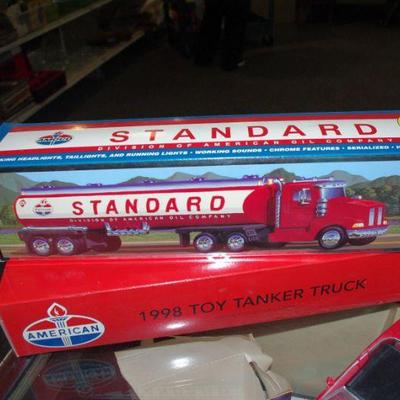 AMERICAN
STANDARD
DIVISION OF AMERICAN OIL COMPANY
KING HEADLIGHTS, TAILLIGHTS, AND RUNNING LIGHTS • WORKING SOUNDS • CHROME FEATURES • SERIALIZED •
STANDARD
DIVISION OF AMERICAN OIL COMPANY
1998 TOY TANKER TRUCK
AMERICAN